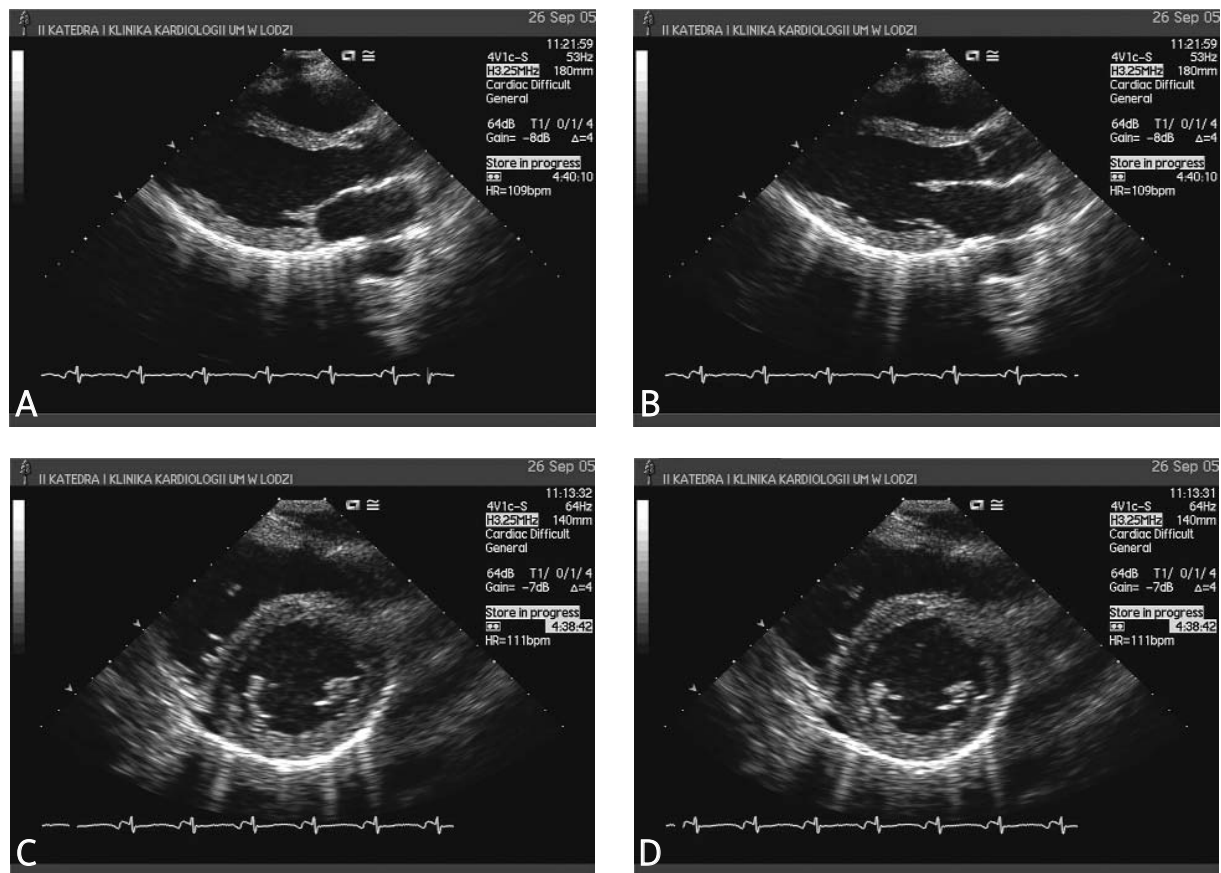 26 Sep 05
II KATEDRA I KLINIKA KARDIOLOGII UM W LODZI
11:21:59
4V1c-S 53Hz
H3.25MHz 180mm
Cardiac Difficult
General
64dB T1/ 0/1/4
Gain= -8dB Δ=4
Store in progress
4:40:10
HR=109bpm
A
26 Sep 05
II KATEDRA I KLINIKA KARDIOLOGII UM W LODZI
11:21:59
4V1c-S 53Hz
H3.25MHz 180mm
Cardiac Difficult
General
64dB T1/ 0/1/4
Gain= -8dB Δ=4
Store in progress
4:40:10
HR=109bpm
B
26 Sep 05
II KATEDRA I KLINIKA KARDIOLOGII UM W LODZI
11:13:32
4V1c-S 64Hz
H3.25MHz 140mm
Cardiac Difficult
General
64dB T1/ 0/1/4
Gain= -7dB Δ=4
Store in progress
4:38:42
HR=111bpm
C
26 Sep 05
II KATEDRA I KLINIKA KARDIOLOGII UM W LODZI
11:13:31
4V1c-S 64Hz
H3.25MHz 140mm
Cardiac Difficult
General
64dB T1/ 0/1/4
Gain= -7dB Δ=4
Store in progress
4:38:42
HR=111bpm
D